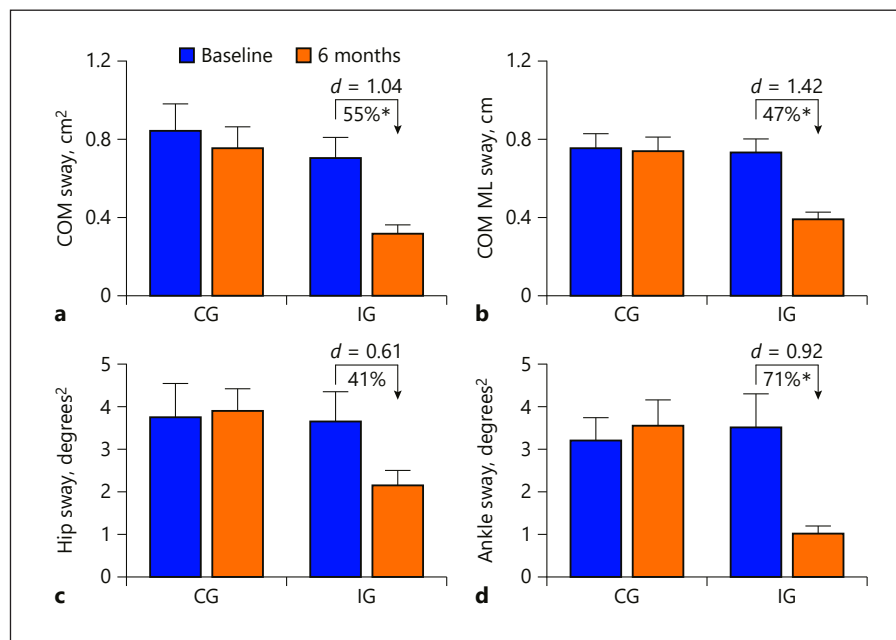 Baseline
6 months
1.2
0.8
0.4
0
COM sway, cm²
d = 1.04
55%*
CG
IG
a
1.2
0.8
0.4
0
COM ML sway, cm
d = 1.42
47%*
CG
IG
b
5
4
3
2
1
0
Hip sway, degrees²
d = 0.61
41%
CG
IG
c
5
4
3
2
1
0
Ankle sway, degrees²
d = 0.92
71%*
CG
IG
d